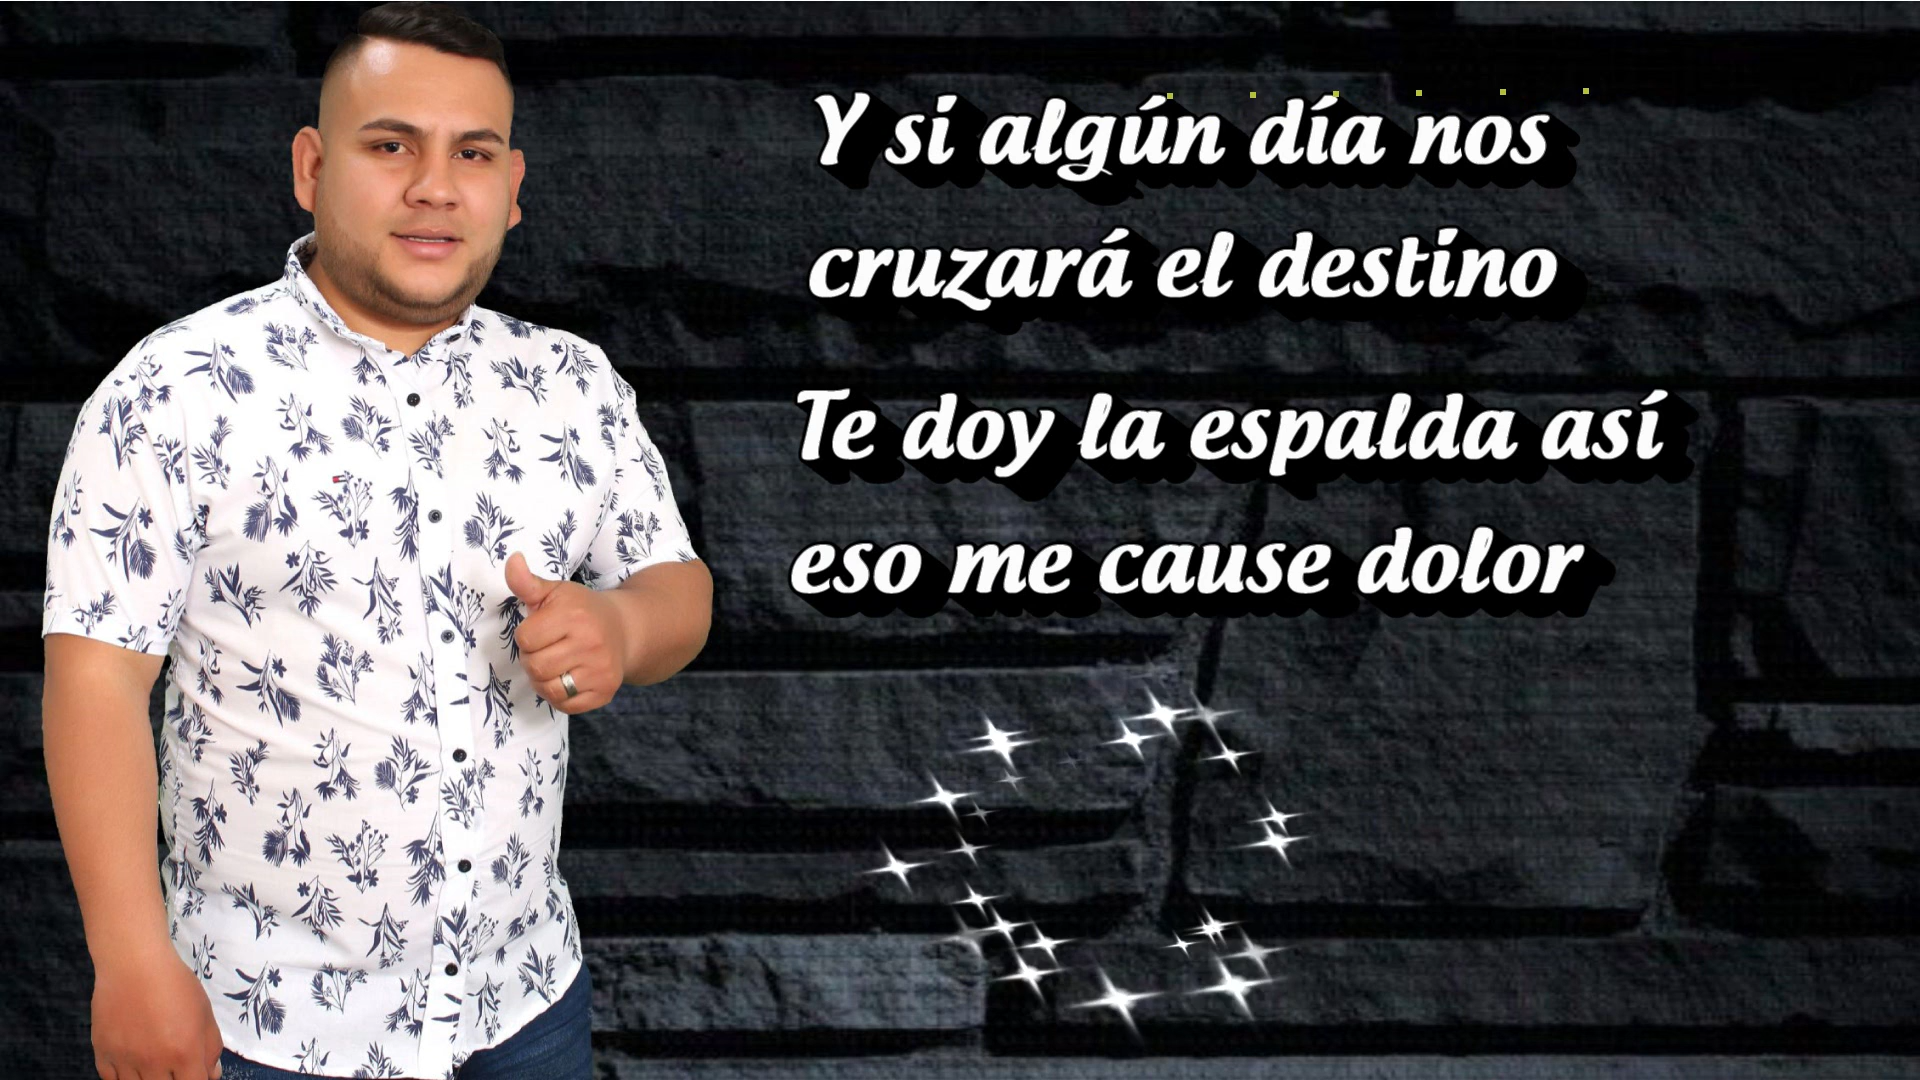 Y si algún día nos
cruzará el destino
Te doy la espalda así
eso me cause dolor